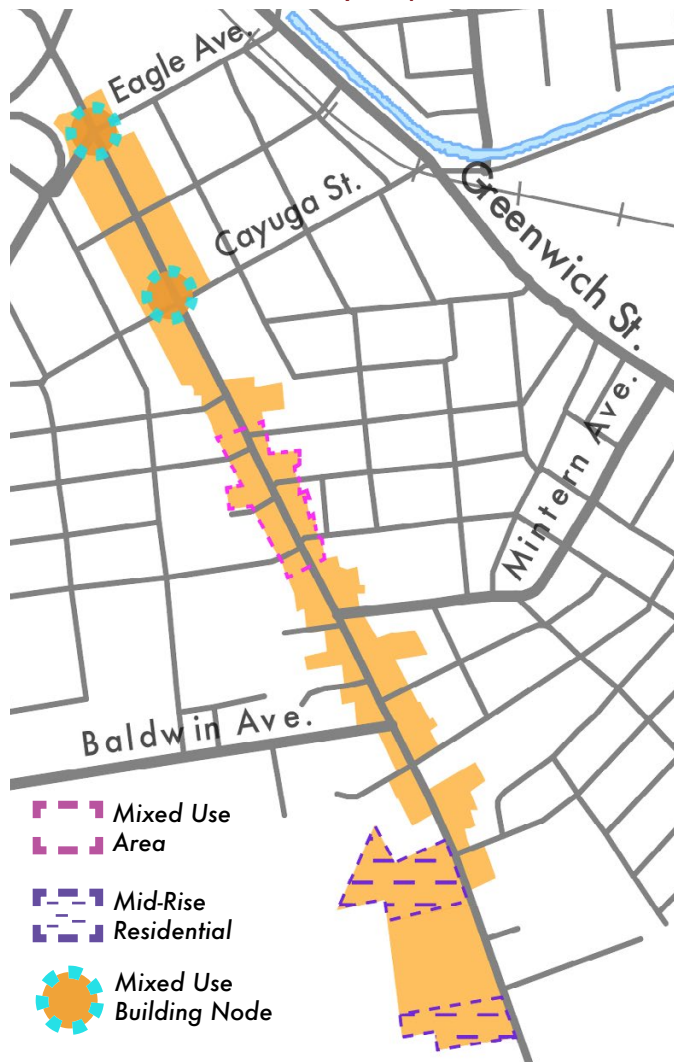 Eagle Ave.
Cayuga St.
Greenwich St.
Mintern Ave.
Baldwin Ave.
Mixed Use
Area
Mid-Rise
Residential
Mixed Use
Building Node